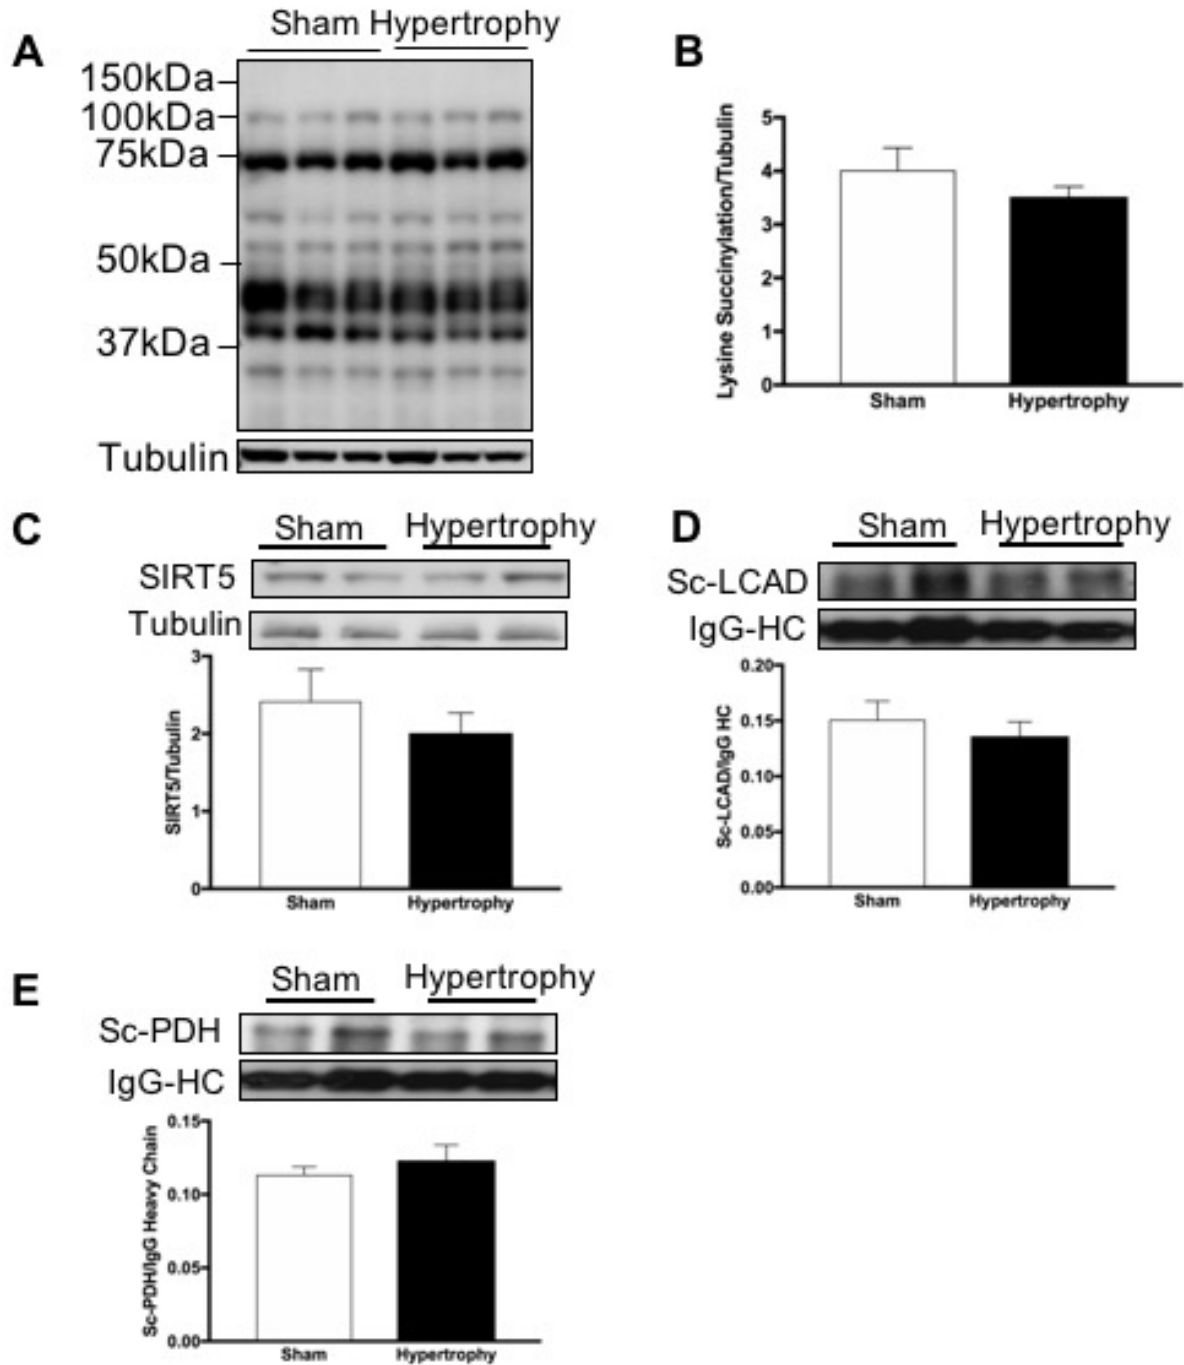 A
Sham Hypertrophy
150kDa
100kDa
75kDa
50kDa
37kDa
Tubulin
B
Lysine Succinylation/Tubulin
5
4
3
2
1
0
Sham Hypertrophy
C
Sham Hypertrophy
SIRT5
Tubulin
SIRT5/Tubulin
3
2
1
0
Sham Hypertrophy
D
Sham Hypertrophy
Sc-LCAD
IgG-HC
Sc-LCAD/IgG HC
0.20
0.15
0.10
0.05
0.00
Sham Hypertrophy
E
Sham Hypertrophy
Sc-PDH
IgG-HC
Sc-PDH/IgG Heavy Chain
0.15
0.10
0.05
0.00
Sham Hypertrophy